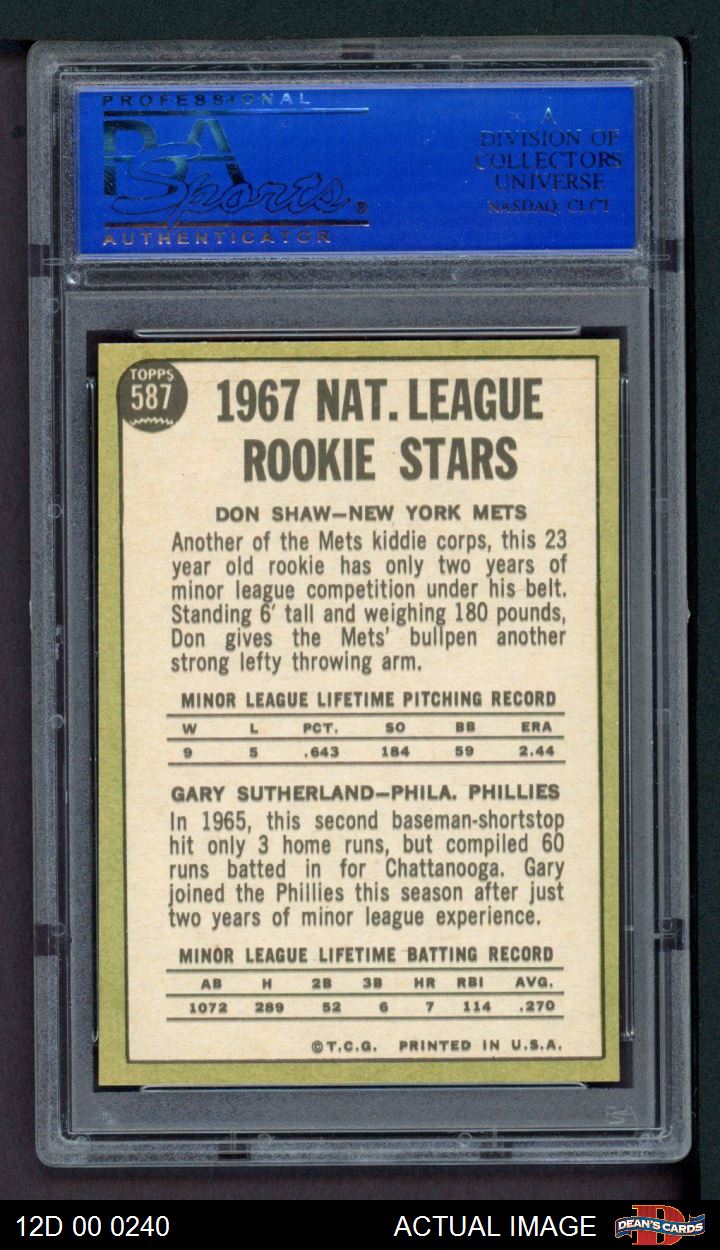 PROFESSIONAL
PSA
Sports®
AUTHENTICATOR
A
DIVISION OF
COLLECTORS
UNIVERSE
NASDAQ: CLCT
TOPPS
587
1967 NAT. LEAGUE
ROOKIE STARS
DON SHAW—NEW YORK METS
Another of the Mets kiddie corps, this 23
year old rookie has only two years of
minor league competition under his belt.
Standing 6' tall and weighing 180 pounds,
Don gives the Mets' bullpen another
strong lefty throwing arm.
MINOR LEAGUE LIFETIME PITCHING RECORD
W L PCT. SO BB ERA
9 5 .643 184 59 2.44
GARY SUTHERLAND—PHILA. PHILLIES
In 1965, this second baseman-shortstop
hit only 3 home runs, but compiled 60
runs batted in for Chattanooga. Gary
joined the Phillies this season after just
two years of minor league experience.
MINOR LEAGUE LIFETIME BATTING RECORD
AB H 2B 3B HR RBI AVG.
1072 289 52 6 7 114 .270
©T.C.G. PRINTED IN U.S.A.
PSA
12D 00 0240 ACTUAL IMAGE DEAN'S CARDS